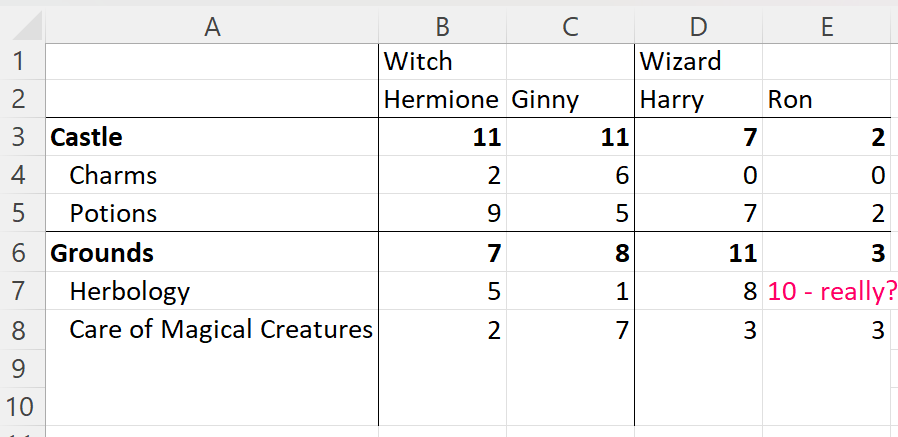 A B C D E
1 Witch Wizard
2 Hermione Ginny Harry Ron
3 Castle 11 11 7 2
4 Charms 2 6 0 0
5 Potions 9 5 7 2
6 Grounds 7 8 11 3
7 Herbology 5 1 8 10 - really?
8 Care of Magical Creatures 2 7 3 3
9
10